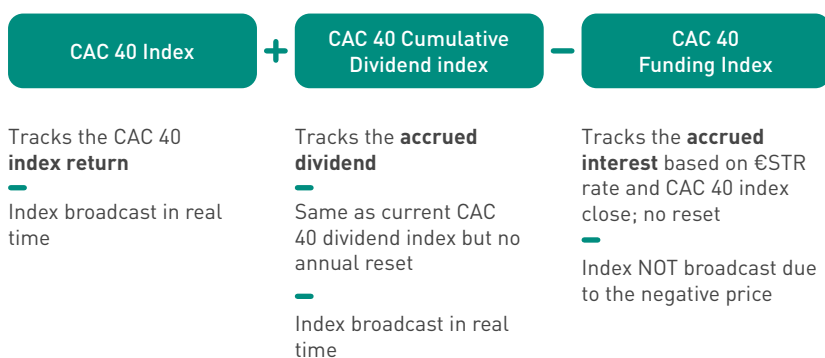 CAC 40 Index
+
CAC 40 Cumulative
Dividend index
–
CAC 40
Funding Index
Tracks the CAC 40
index return
Index broadcast in real
time
Tracks the accrued
dividend
Same as current CAC
40 dividend index but no
annual reset
Index broadcast in real
time
Tracks the accrued
interest based on €STR
rate and CAC 40 index
close; no reset
Index NOT broadcast due
to the negative price